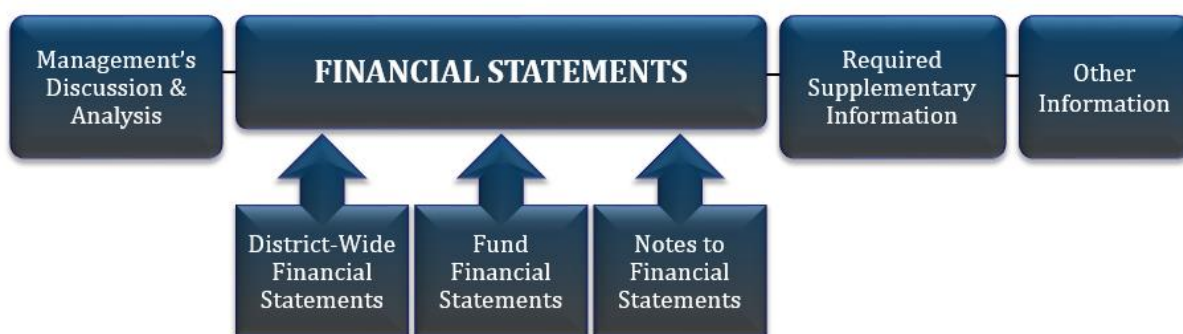 Management's
Discussion &
Analysis
FINANCIAL STATEMENTS
Required
Supplementary
Information
Other
Information
District-Wide
Financial
Statements
Fund
Financial
Statements
Notes to
Financial
Statements